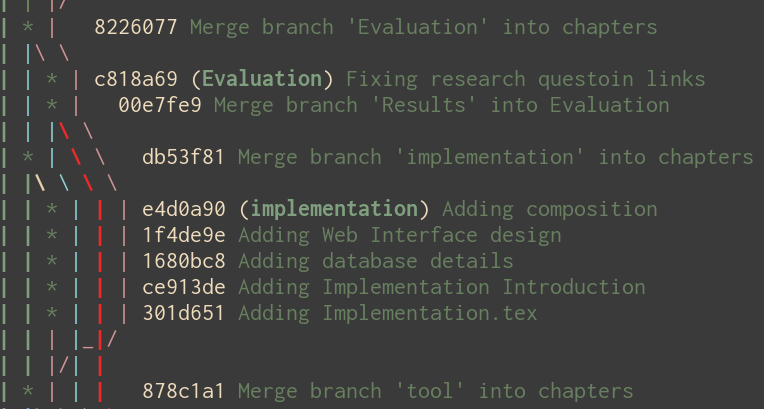 | | |/
| * |   8226077 Merge branch 'Evaluation' into chapters
| |\ \
| | * | c818a69 (Evaluation) Fixing research questoin links
| | * |   00e7fe9 Merge branch 'Results' into Evaluation
| | |\ \
| * | \ \   db53f81 Merge branch 'implementation' into chapters
| |\ \ \ \
| | * | | | e4d0a90 (implementation) Adding composition
| | * | | | 1f4de9e Adding Web Interface design
| | * | | | 1680bc8 Adding database details
| | * | | | ce913de Adding Implementation Introduction
| | * | | | 301d651 Adding Implementation.tex
| | | |_|/
| | |/| |
| * | | |   878c1a1 Merge branch 'tool' into chapters